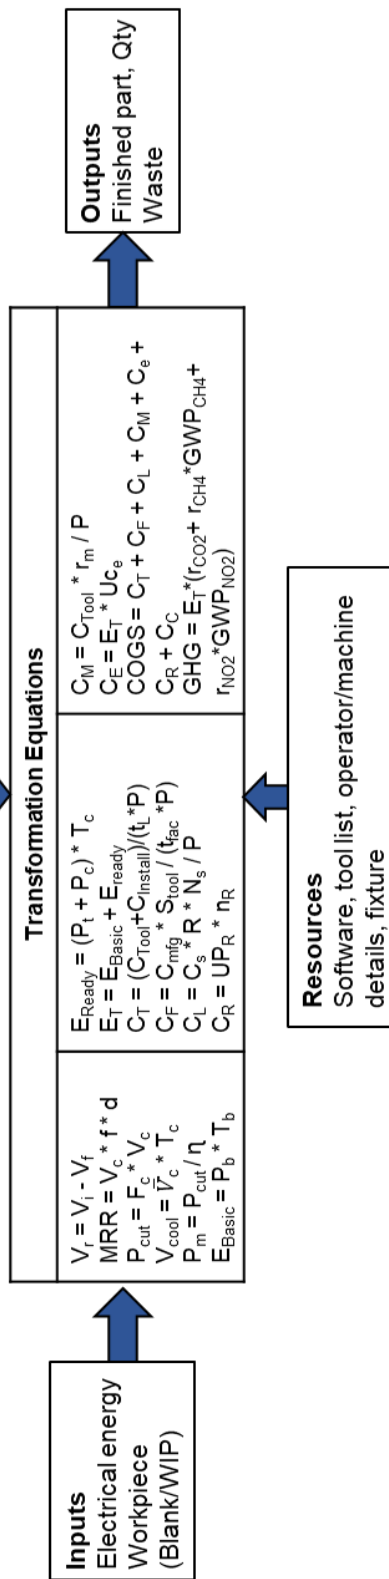 Inputs
Electrical energy
Workpiece
(Blank/WIP)
Transformation Equations
V_r = V_i - V_f
MRR = V_c * f * d
P_cut = F_c * V_c
V_cool = V̄_c * T_c
P_m = P_cut / η
E_Basic = P_b * T_b
E_Ready = (P_t + P_c) * T_c
E_T = E_Basic + E_ready
C_T = (C_Tool+C_Install)/(t_L*P)
C_F = C_mfg * S_tool / (t_fac *P)
C_L = C_s * R * N_s / P
C_R = UP_R * n_R
C_M = C_Tool * r_m / P
C_E = E_T * Uc_e
COGS = C_T + C_F + C_L + C_M + C_e +
C_R + C_C
GHG = E_T*(r_CO2+ r_CH4*GWP_CH4+
r_NO2*GWP_NO2)
Outputs
Finished part, Qty
Waste
Resources
Software, tool list, operator/machine
details, fixture